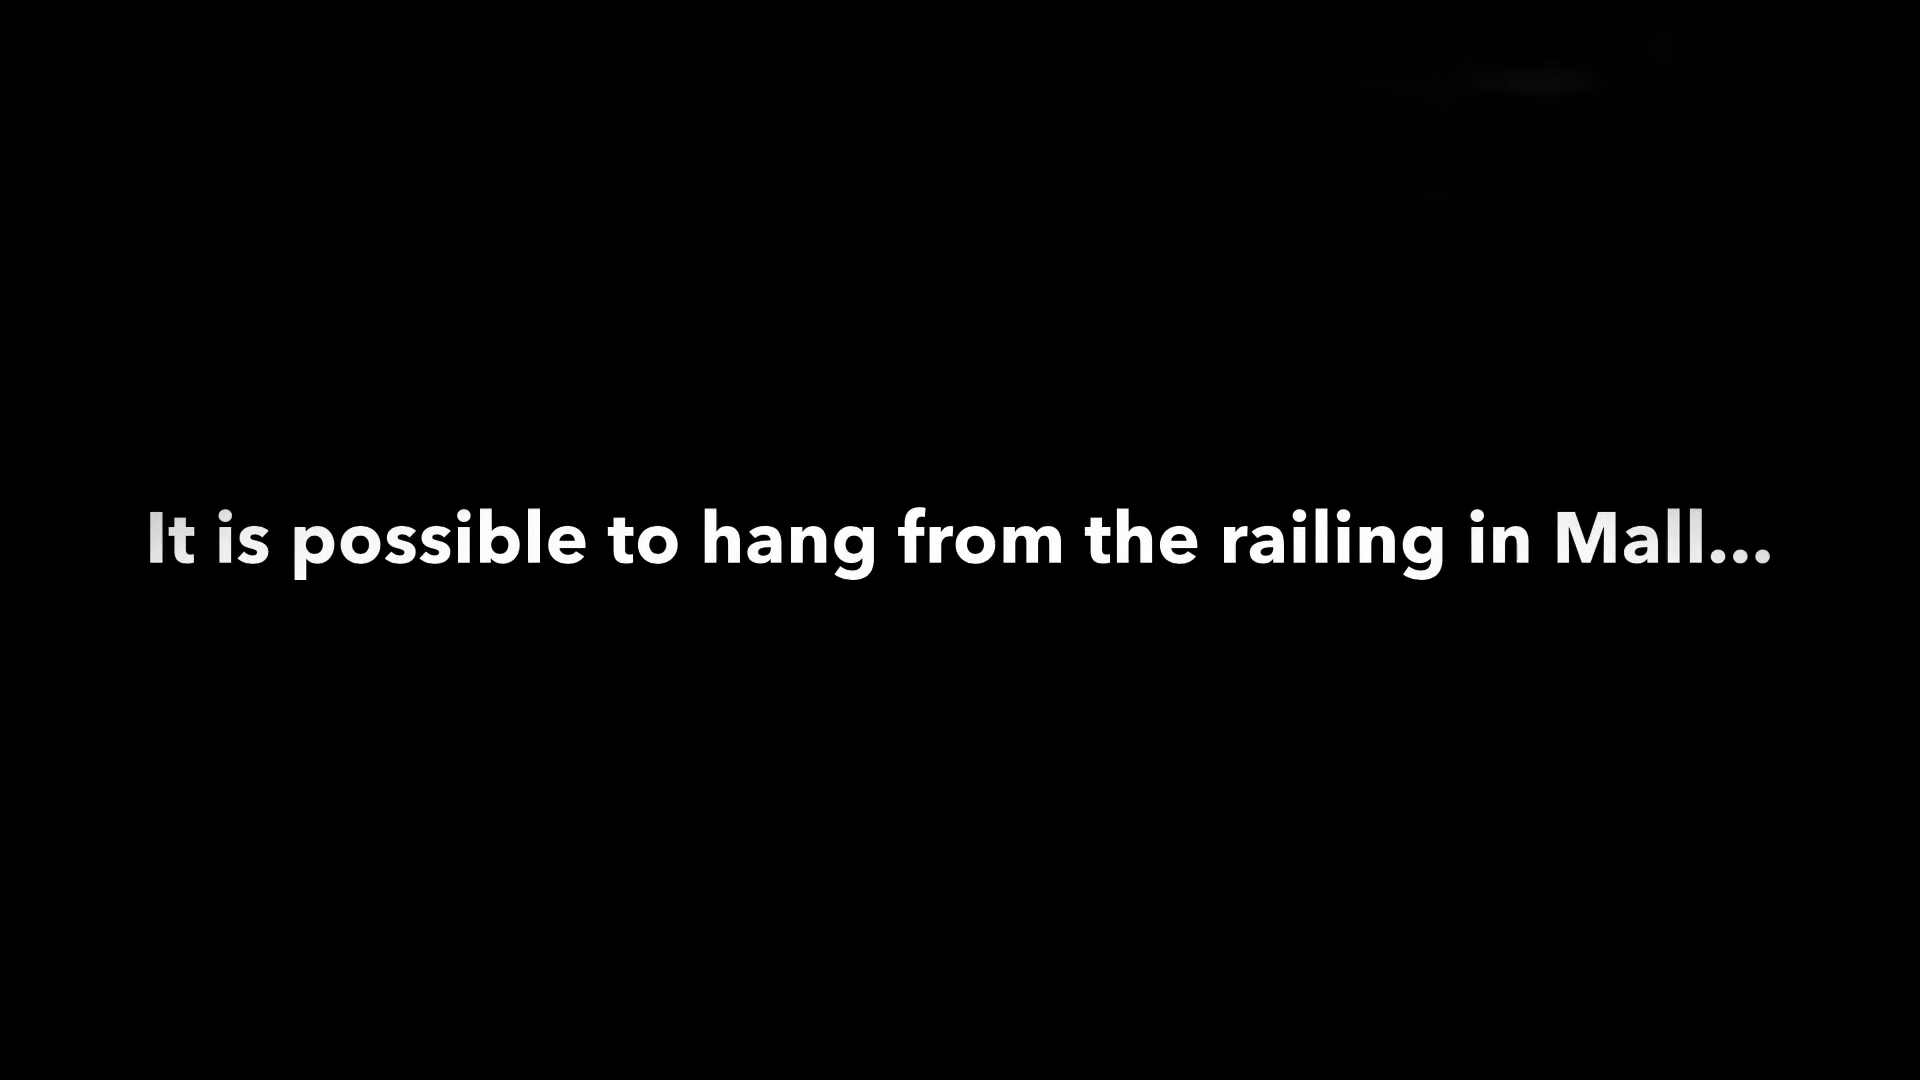 It is possible to hang from the railing in Mall...